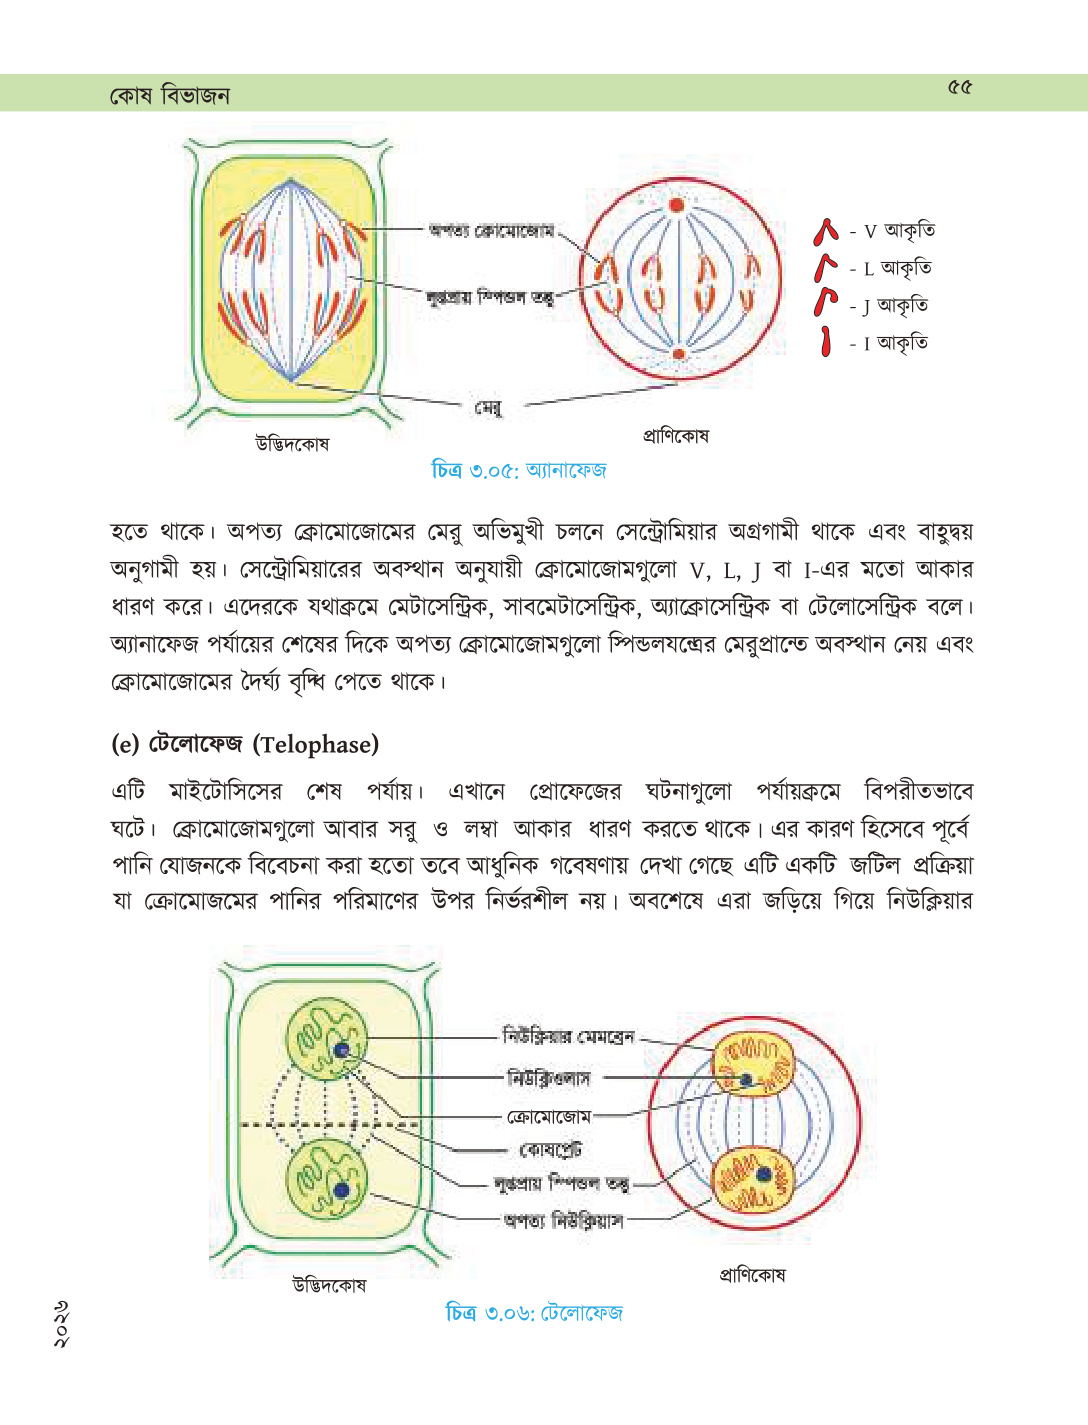 কোষ বিভাজন
৫৫
অপত্য ক্রোমোজোম
লুপ্তপ্রায় স্পিন্ডল তন্তু
মেরু
- V আকৃতি
- L আকৃতি
- J আকৃতি
- I আকৃতি
উদ্ভিদকোষ
প্রাণিকোষ
চিত্র ৩.০৫: অ্যানাফেজ
হতে থাকে। অপত্য ক্রোমোজোমের মেরু অভিমুখী চলনে সেন্ট্রোমিয়ার অগ্রগামী থাকে এবং বাহুদ্বয়
অনুগামী হয়। সেন্ট্রোমিয়ারের অবস্থান অনুযায়ী ক্রোমোজোমগুলো V, L, J বা I-এর মতো আকার
ধারণ করে। এদেরকে যথাক্রমে মেটাসেন্ট্রিক, সাবমেটাসেন্ট্রিক, অ্যাক্রোসেন্ট্রিক বা টেলোসেন্ট্রিক বলে।
অ্যানাফেজ পর্যায়ের শেষের দিকে অপত্য ক্রোমোজোমগুলো স্পিন্ডলযন্ত্রের মেরুপ্রান্তে অবস্থান নেয় এবং
ক্রোমোজোমের দৈর্ঘ্য বৃদ্ধি পেতে থাকে।
(e) টেলোফেজ (Telophase)
এটি মাইটোসিসের শেষ পর্যায়। এখানে প্রোফেজের ঘটনাগুলো পর্যায়ক্রমে বিপরীতভাবে
ঘটে। ক্রোমোজোমগুলো আবার সরু ও লম্বা আকার ধারণ করতে থাকে। এর কারণ হিসেবে পূর্বে
পানি যোজনকে বিবেচনা করা হতো তবে আধুনিক গবেষণায় দেখা গেছে এটি একটি জটিল প্রক্রিয়া
যা ক্রোমোজমের পানির পরিমাণের উপর নির্ভরশীল নয়। অবশেষে এরা জড়িয়ে গিয়ে নিউক্লিয়ার
নিউক্লিয়ার মেমব্রেন
নিউক্লিওলাস
ক্রোমোজোম
কোষপ্লেট
লুপ্তপ্রায় স্পিন্ডল তন্তু
অপত্য নিউক্লিয়াস
উদ্ভিদকোষ
প্রাণিকোষ
চিত্র ৩.০৬: টেলোফেজ
২০২৬